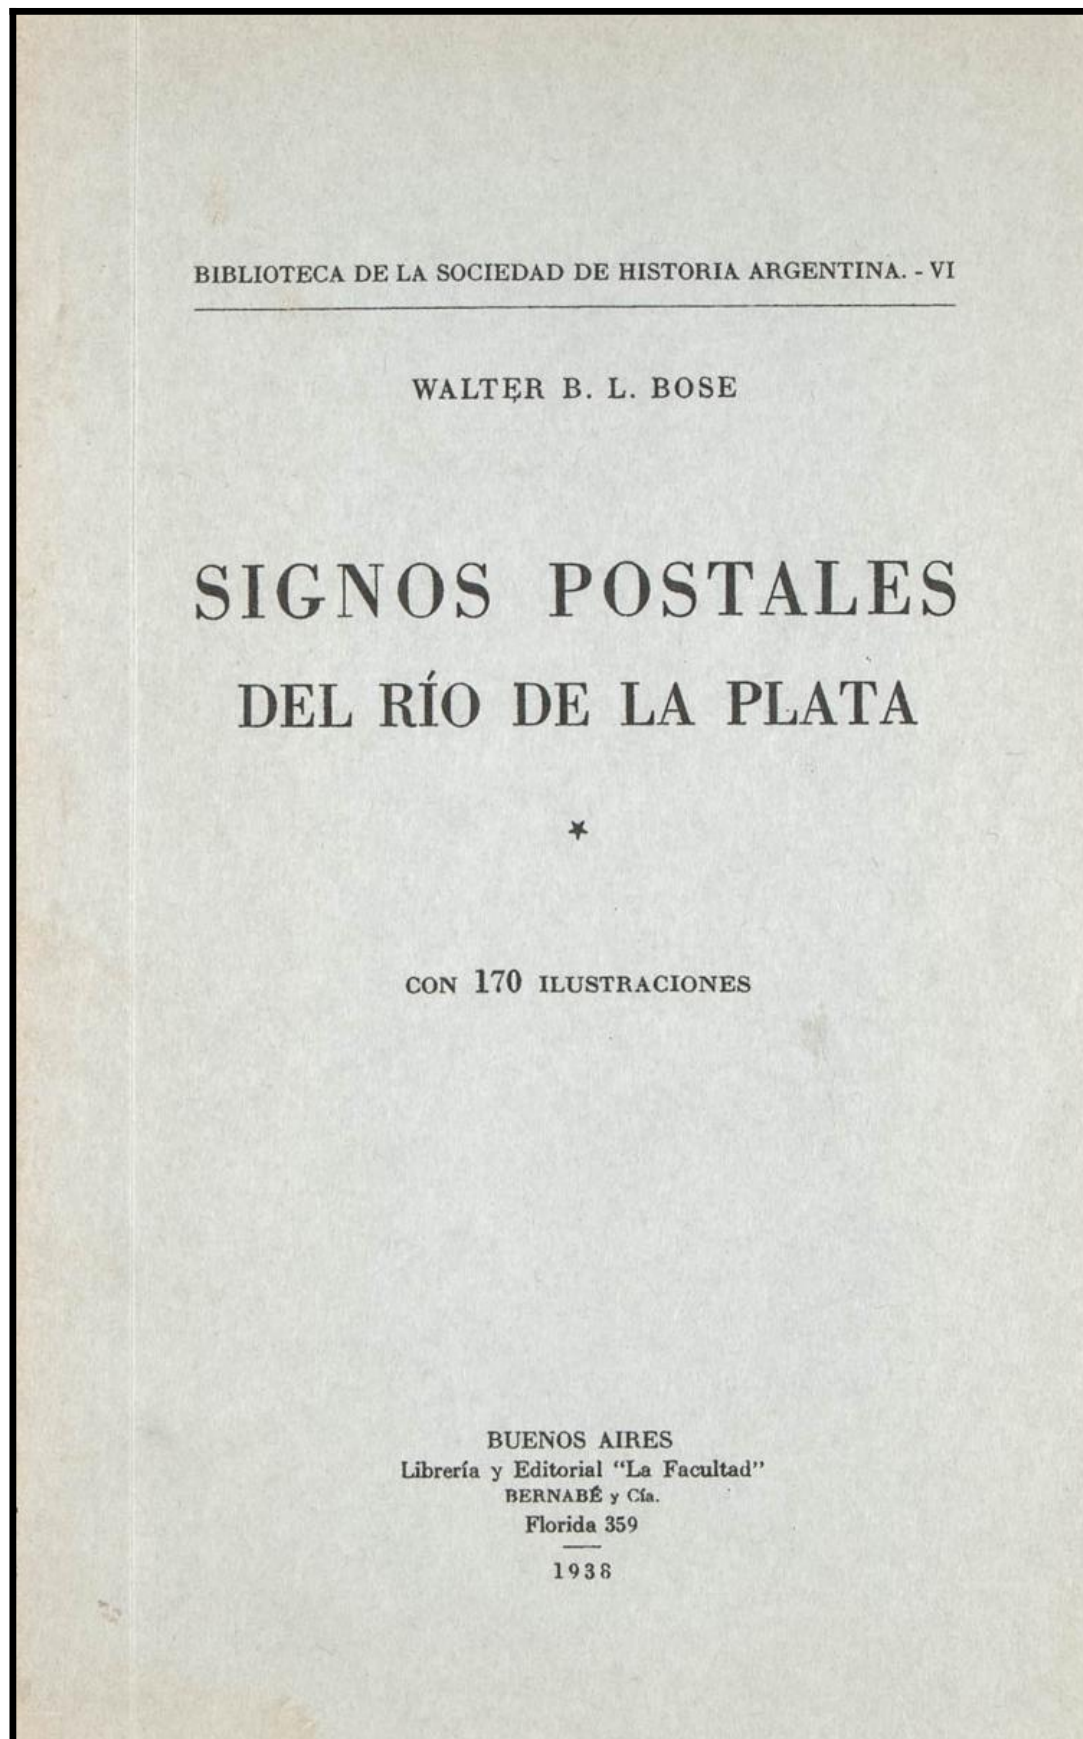 BIBLIOTECA DE LA SOCIEDAD DE HISTORIA ARGENTINA. - VI
WALTER B. L. BOSE
SIGNOS POSTALES
DEL RÍO DE LA PLATA
★
CON 170 ILUSTRACIONES
BUENOS AIRES
Librería y Editorial "La Facultad"
BERNABÉ y Cía.
Florida 359
1938